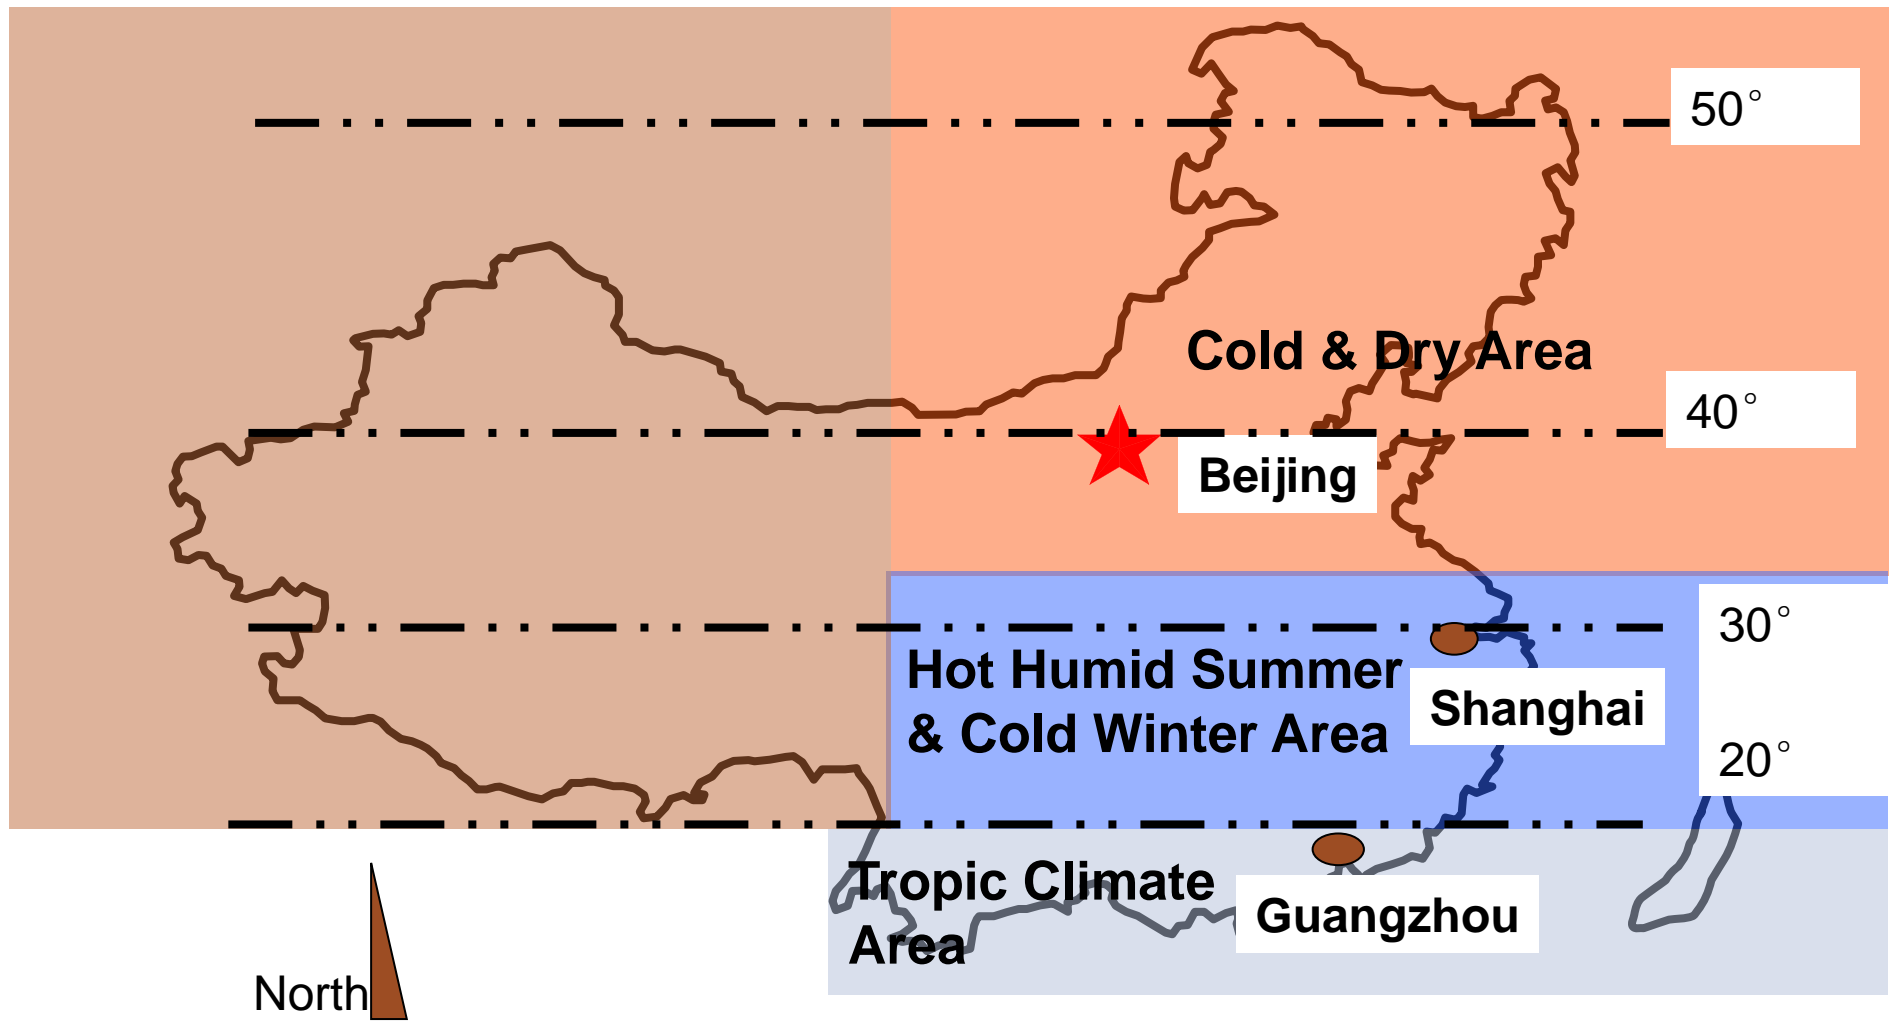 50°
Cold & Dry Area
40°
Beijing
30°
Hot Humid Summer
& Cold Winter Area
Shanghai
20°
Tropic Climate
Area
Guangzhou
North